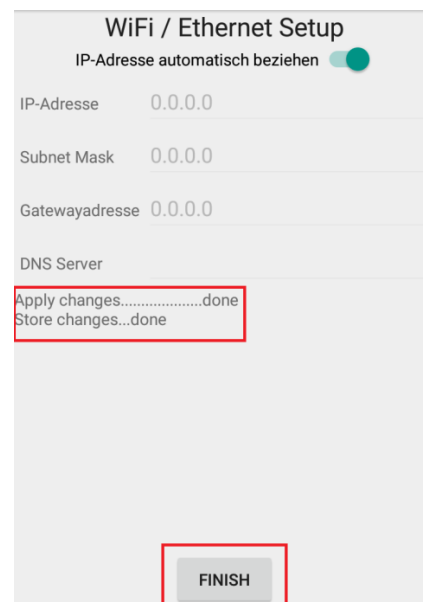 WiFi / Ethernet Setup
IP-Adresse automatisch beziehen
IP-Adresse 0.0.0.0
Subnet Mask 0.0.0.0
Gatewayadresse 0.0.0.0
DNS Server
Apply changes....................done
Store changes...done
FINISH